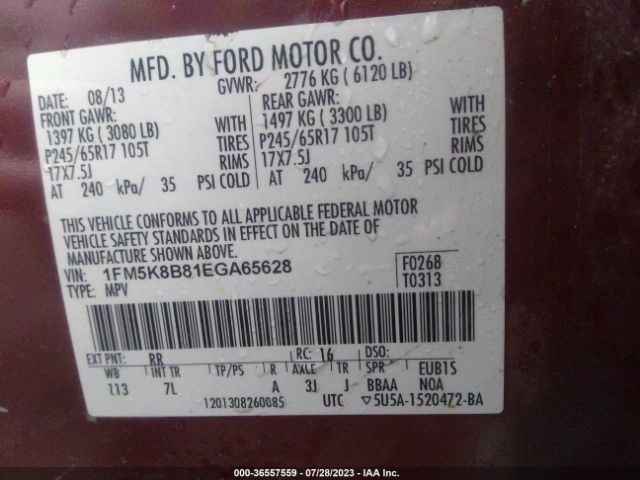 MFD. BY FORD MOTOR CO.
DATE: 08/13 GVWR: 2776 KG ( 6120 LB)
FRONT GAWR: REAR GAWR:
1397 KG ( 3080 LB) WITH 1497 KG ( 3300 LB) WITH
P245/65R17 105T TIRES P245/65R17 105T TIRES
17X7.5J RIMS 17X7.5J RIMS
AT 240 kPa/ 35 PSI COLD AT 240 kPa/ 35 PSI COLD
THIS VEHICLE CONFORMS TO ALL APPLICABLE FEDERAL MOTOR
VEHICLE SAFETY STANDARDS IN EFFECT ON THE DATE OF
MANUFACTURE SHOWN ABOVE.
VIN: 1FM5K8B81EGA65628 F0268
TYPE: MPV T0313
EXT PNT: RR RC: 16 DSO:
WB INT TR TP/PS R AXLE TR SPR EUB1S
113 7L A 3J J BBAA NOA
1201308260085 UTC ▽5U5A-1520472-BA
000-36557559 — 07/28/2023 — IAA Inc.